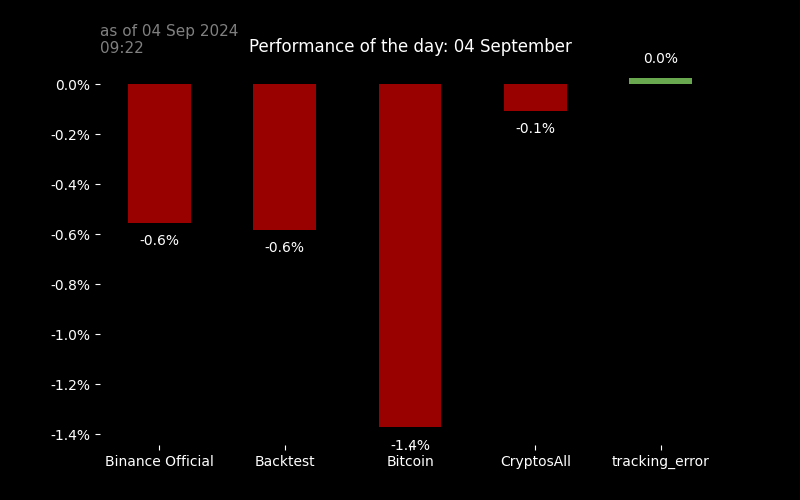 as of 04 Sep 2024
09:22
Performance of the day: 04 September
0.0%
0.0%
-0.2%
-0.1%
-0.4%
-0.6%
-0.6%
-0.6%
-0.8%
-1.0%
-1.2%
-1.4%
-1.4%
Binance Official
Backtest
Bitcoin
CryptosAll
tracking_error